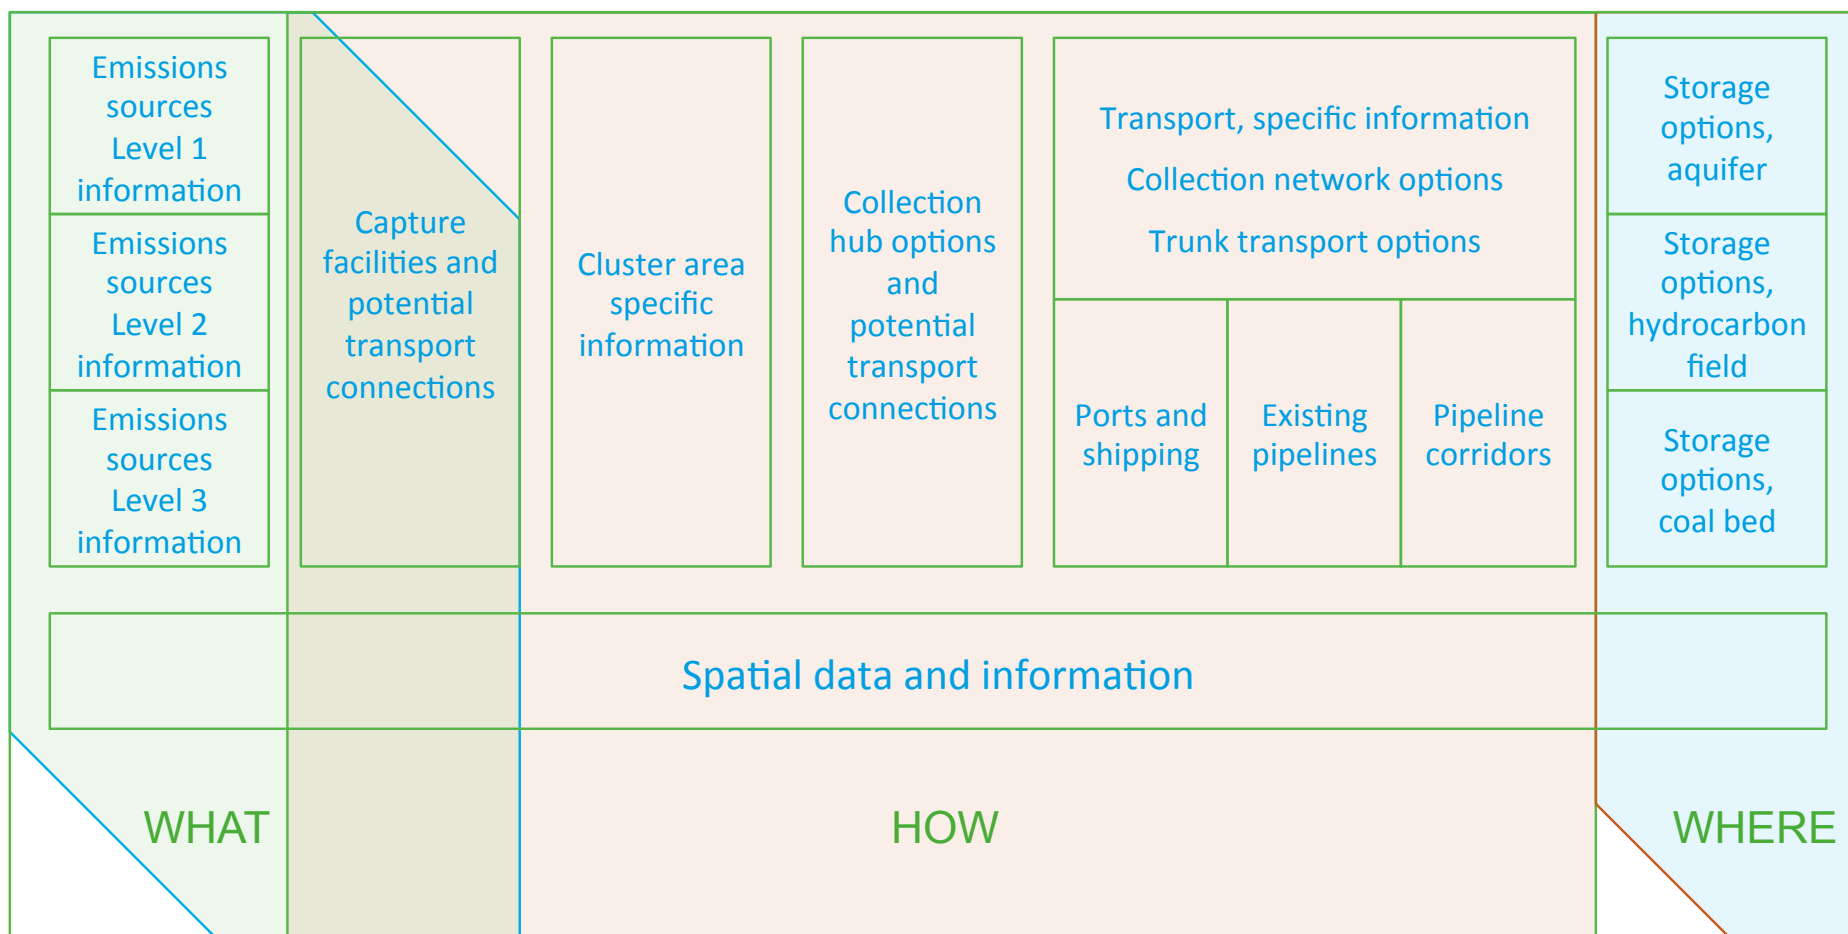 Emissions
sources
Level 1
information
Emissions
sources
Level 2
information
Emissions
sources
Level 3
information
Capture
facilities and
potential
transport
connections
Cluster area
specific
information
Collection
hub options
and
potential
transport
connections
Transport, specific information
Collection network options
Trunk transport options
Ports and
shipping
Existing
pipelines
Pipeline
corridors
Storage
options,
aquifer
Storage
options,
hydrocarbon
field
Storage
options,
coal bed
Spatial data and information
WHAT
HOW
WHERE